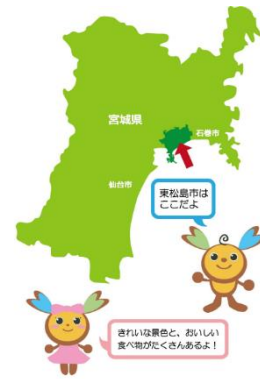 宮城県
石巻市
仙台市
東松島市は
ここだよ
きれいな景色と、おいしい
食べ物がたくさんあるよ！